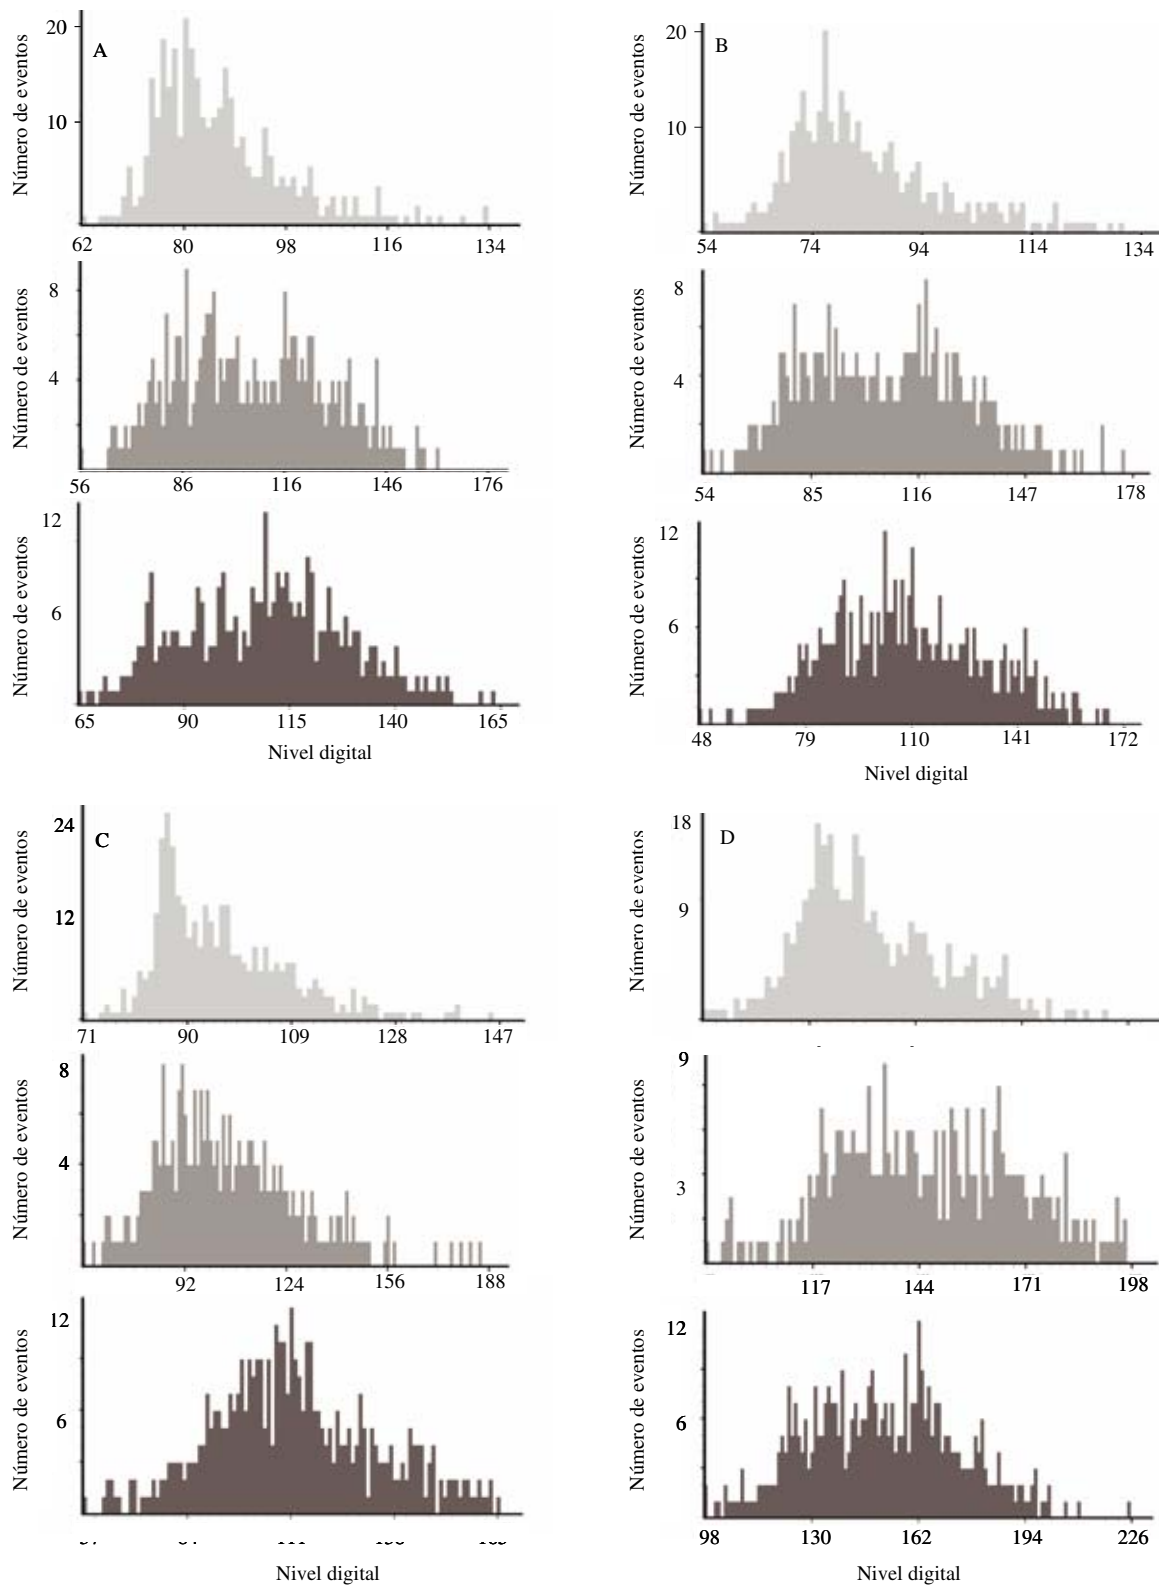 Número de eventos
20
10
A
62 80 98 116 134
Número de eventos
20
10
B
54 74 94 114 134
Número de eventos
8
4
56 86 116 146 176
Número de eventos
8
4
54 85 116 147 178
Número de eventos
12
6
65 90 115 140 165
Nivel digital
Número de eventos
12
6
48 79 110 141 172
Nivel digital
Número de eventos
24
12
C
71 90 109 128 147
Número de eventos
18
9
D
Número de eventos
8
4
92 124 156 188
Número de eventos
9
3
117 144 171 198
Número de eventos
12
6
Nivel digital
Número de eventos
12
6
98 130 162 194 226
Nivel digital